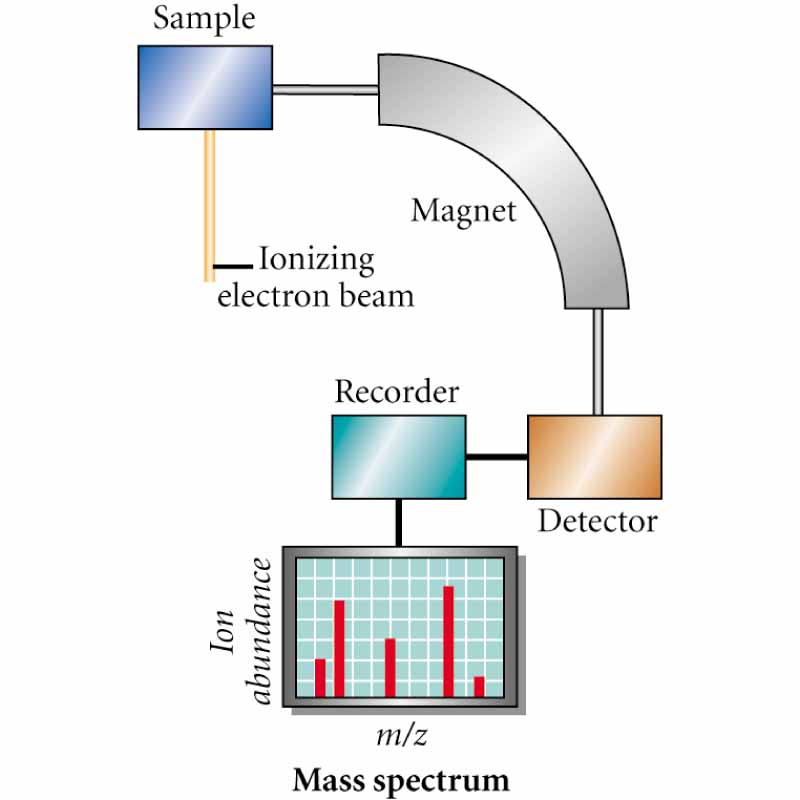 Sample
Magnet
Ionizing
electron beam
Recorder
Detector
Ion
abundance
m/z
Mass spectrum